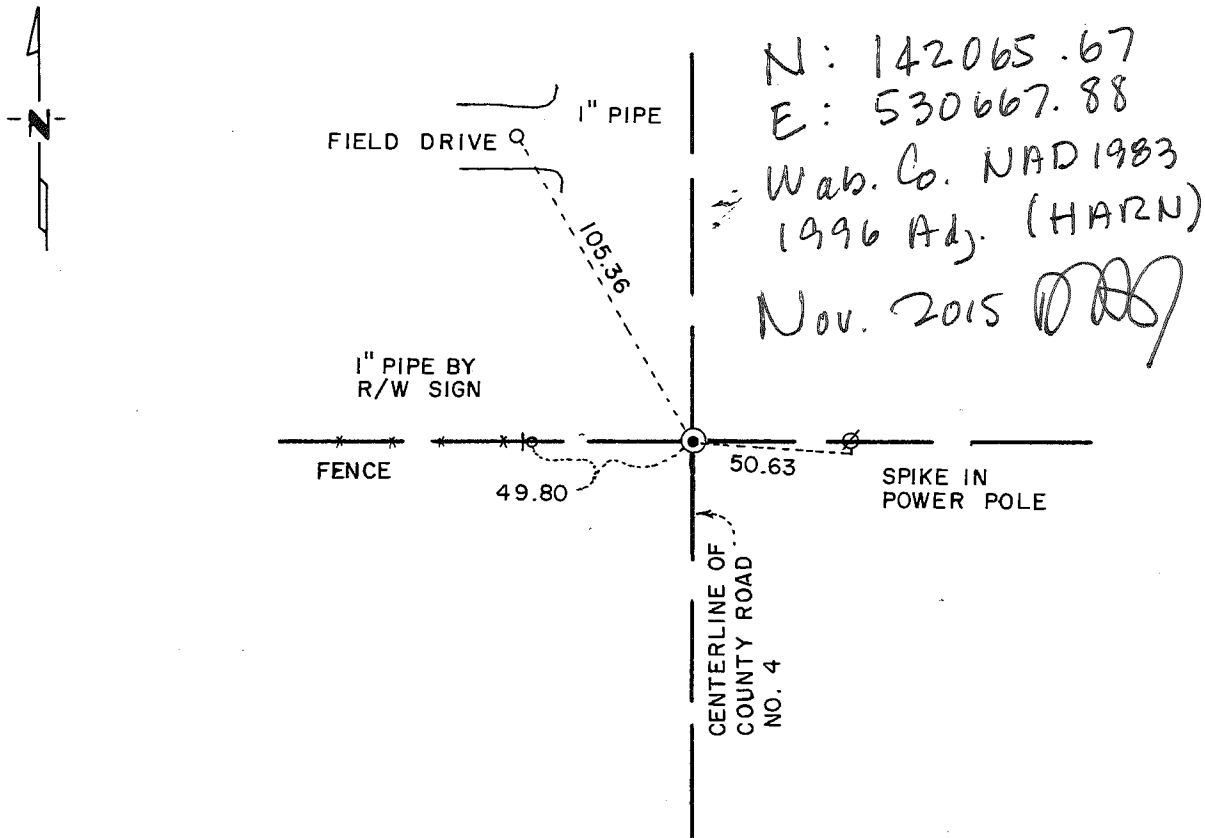 N: 142065.67
E: 530667.88
Wab. Co. NAD 1983
1996 Adj. (HARN)
Nov. 2015
N
1" PIPE
FIELD DRIVE
105.36
1" PIPE BY
R/W SIGN
FENCE
49.80
50.63
SPIKE IN
POWER POLE
CENTERLINE OF
COUNTY ROAD
NO. 4